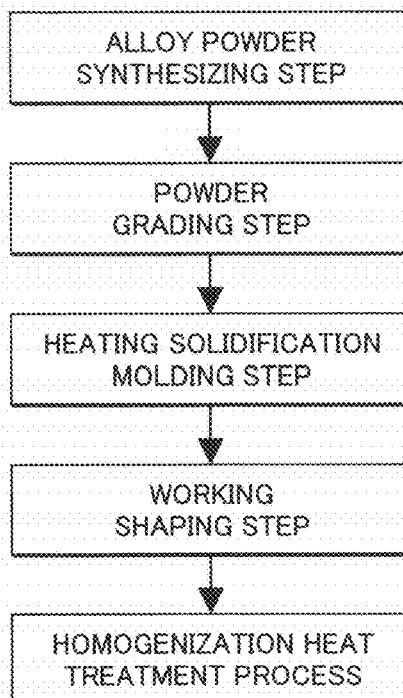 ALLOY POWDER
SYNTHESIZING STEP
POWDER
GRADING STEP
HEATING SOLIDIFICATION
MOLDING STEP
WORKING
SHAPING STEP
HOMOGENIZATION HEAT
TREATMENT PROCESS